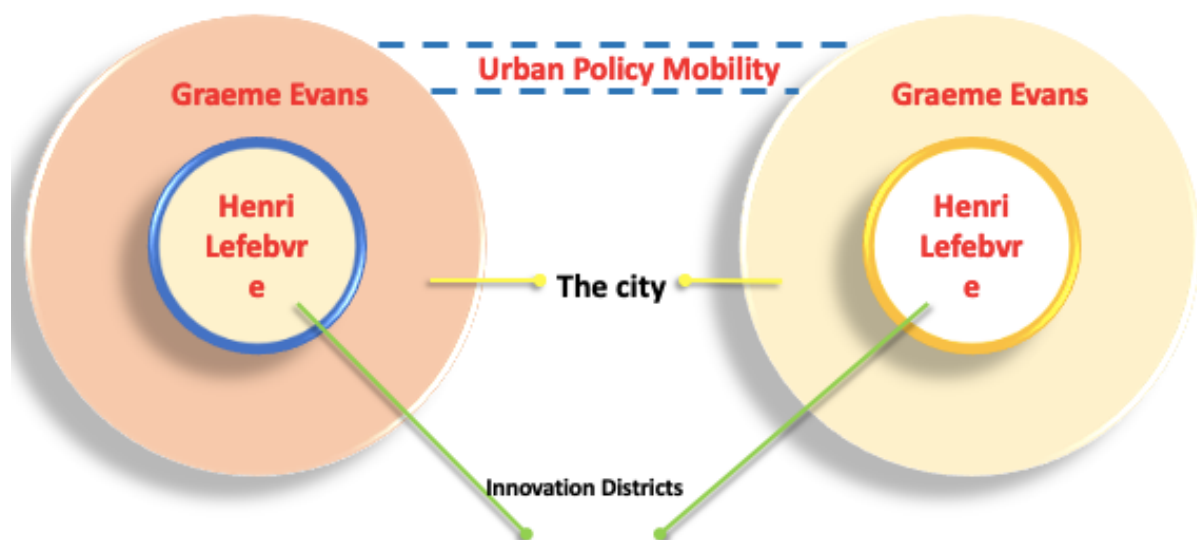 Urban Policy Mobility
Graeme Evans
Graeme Evans
Henri
Lefebvr
e
Henri
Lefebvr
e
The city
Innovation Districts